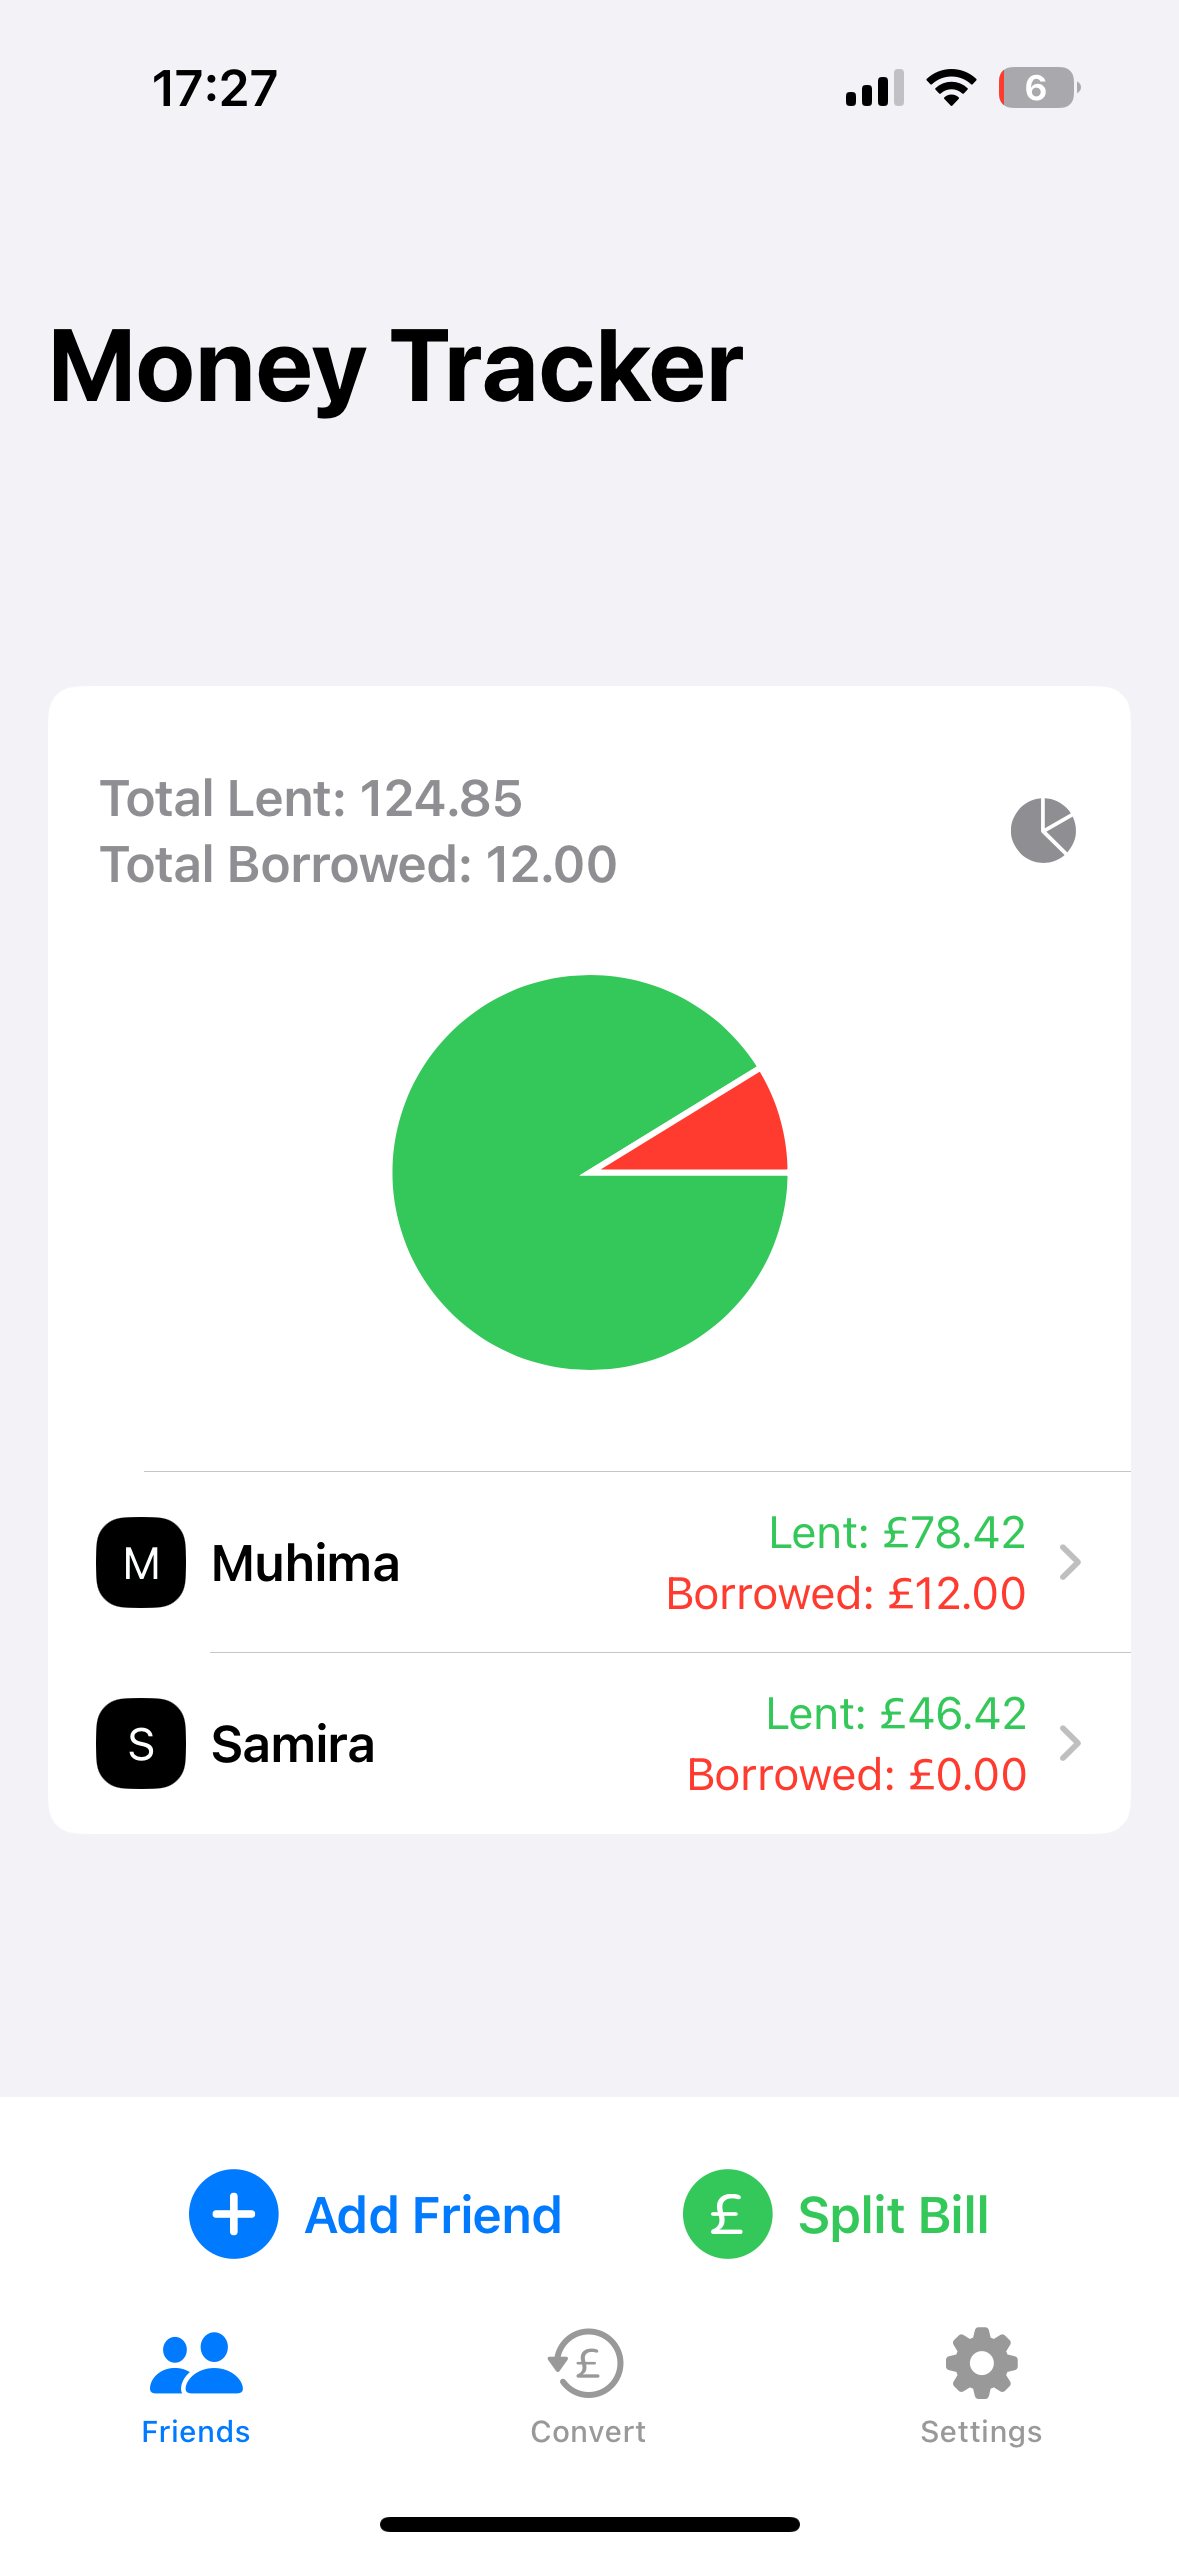 17:27
6
Money Tracker
Total Lent: 124.85
Total Borrowed: 12.00
M
Muhima
Lent: £78.42
Borrowed: £12.00
S
Samira
Lent: £46.42
Borrowed: £0.00
Add Friend
£
Split Bill
£
Friends
Convert
Settings